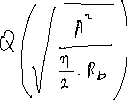 Q(√(A² / (η/2 · R_b)))